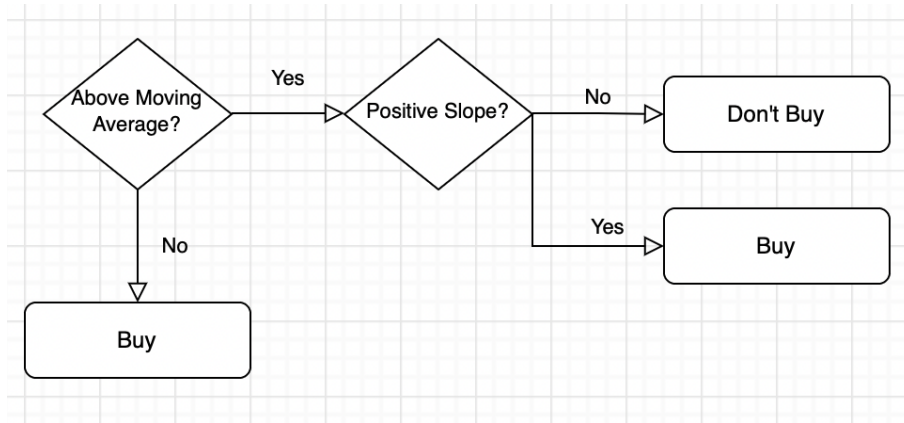 Above Moving
Average?
Yes
Positive Slope?
No
Don't Buy
Yes
Buy
No
Buy